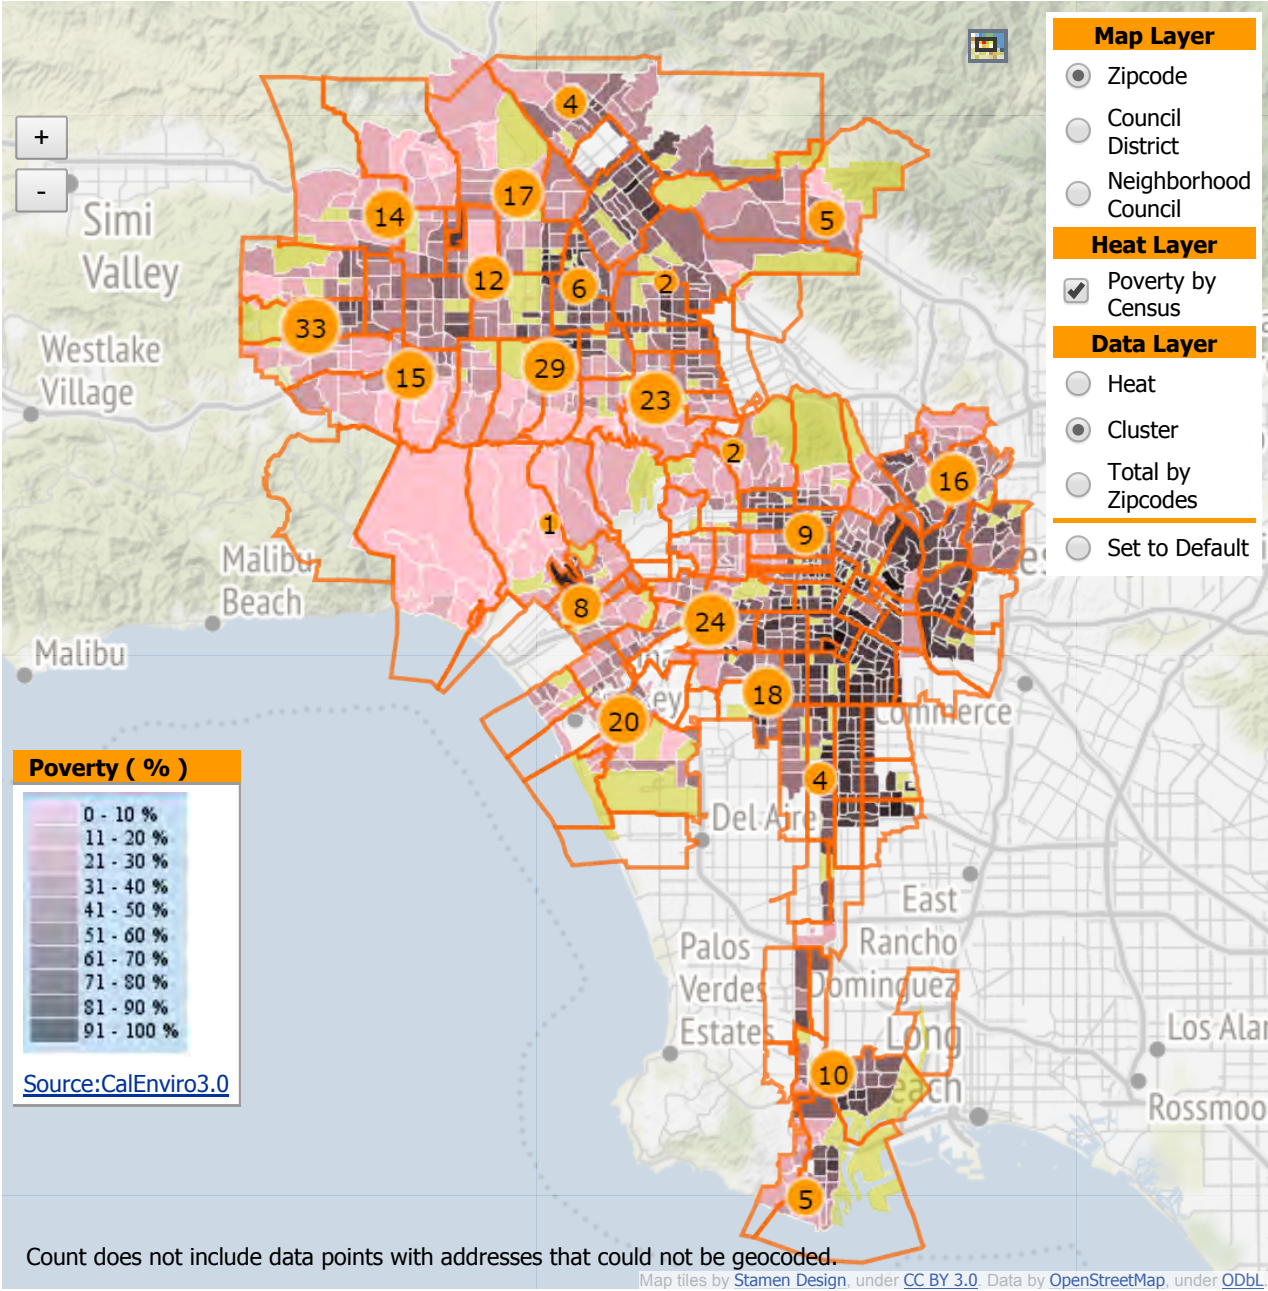 Map Layer
Zipcode
Council
District
Neighborhood
Council
Heat Layer
Poverty by
Census
Data Layer
Heat
Cluster
Total by
Zipcodes
Set to Default
+
-
Simi
Valley
Westlake
Village
Malibu
Beach
Malibu
4
17
14
5
12
6
2
33
29
15
23
2
16
1
9
8
24
18
20
4
10
5
Commerce
Del Aire
East
Rancho
Dominguez
Palos
Verdes
Estates
Long
each
Los Alar
Rossmoo
Poverty ( % )
0 - 10 %
11 - 20 %
21 - 30 %
31 - 40 %
41 - 50 %
51 - 60 %
61 - 70 %
71 - 80 %
81 - 90 %
91 - 100 %
Source:CalEnviro3.0
Count does not include data points with addresses that could not be geocoded.
Map tiles by Stamen Design, under CC BY 3.0. Data by OpenStreetMap, under ODbL.